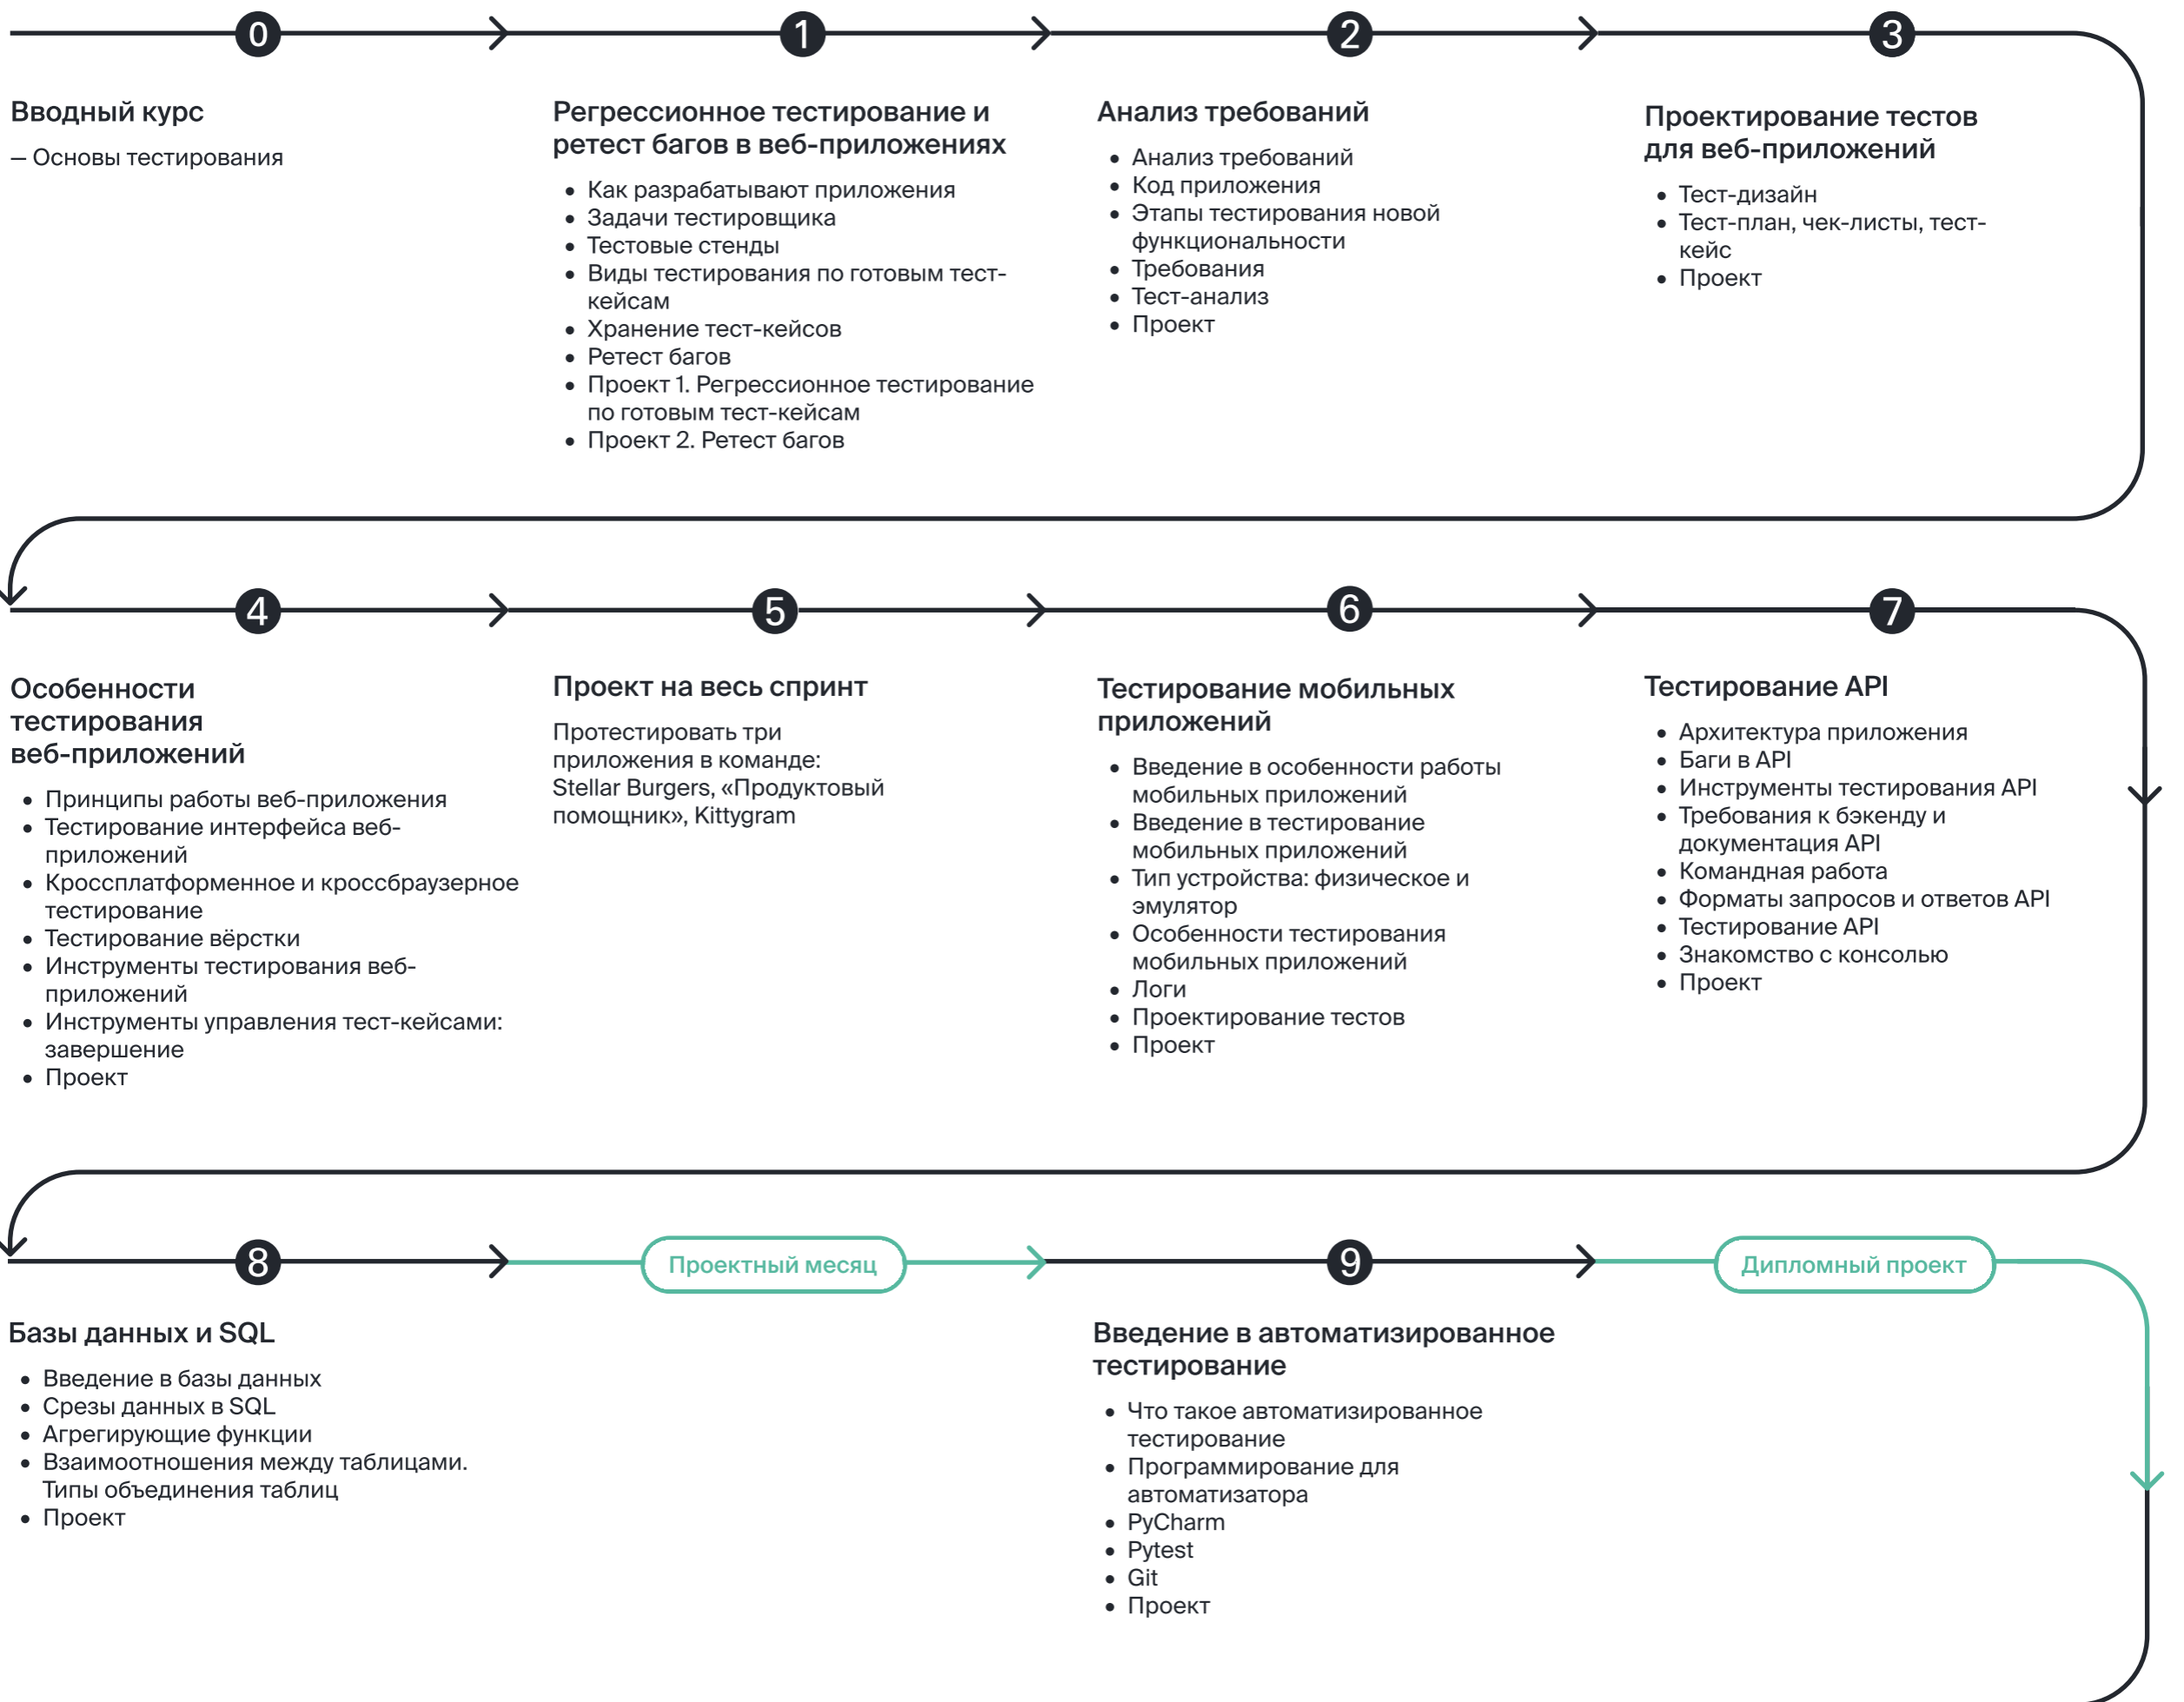 0
1
2
3
Вводный курс
— Основы тестирования
Регрессионное тестирование и
ретест багов в веб-приложениях
Как разрабатывают приложения
Задачи тестировщика
Тестовые стенды
Виды тестирования по готовым тест-
кейсам
Хранение тест-кейсов
Ретест багов
Проект 1. Регрессионное тестирование
по готовым тест-кейсам
Проект 2. Ретест багов
Анализ требований
Анализ требований
Код приложения
Этапы тестирования новой
функциональности
Требования
Тест-анализ
Проект
Проектирование тестов
для веб-приложений
Тест-дизайн
Тест-план, чек-листы, тест-
кейс
Проект
4
5
6
7
Особенности
тестирования
веб-приложений
Принципы работы веб-приложения
Тестирование интерфейса веб-
приложений
Кроссплатформенное и кроссбраузерное
тестирование
Тестирование вёрстки
Инструменты тестирования веб-
приложений
Инструменты управления тест-кейсами:
завершение
Проект
Проект на весь спринт
Протестировать три
приложения в команде:
Stellar Burgers, «Продуктовый
помощник», Kittygram
Тестирование мобильных
приложений
Введение в особенности работы
мобильных приложений
Введение в тестирование
мобильных приложений
Тип устройства: физическое и
эмулятор
Особенности тестирования
мобильных приложений
Логи
Проектирование тестов
Проект
Тестирование API
Архитектура приложения
Баги в API
Инструменты тестирования API
Требования к бэкенду и
документация API
Командная работа
Форматы запросов и ответов API
Тестирование API
Знакомство с консолью
Проект
8
Проектный месяц
9
Дипломный проект
Базы данных и SQL
Введение в базы данных
Срезы данных в SQL
Агрегирующие функции
Взаимоотношения между таблицами.
Типы объединения таблиц
Проект
Введение в автоматизированное
тестирование
Что такое автоматизированное
тестирование
Программирование для
автоматизатора
PyCharm
Pytest
Git
Проект